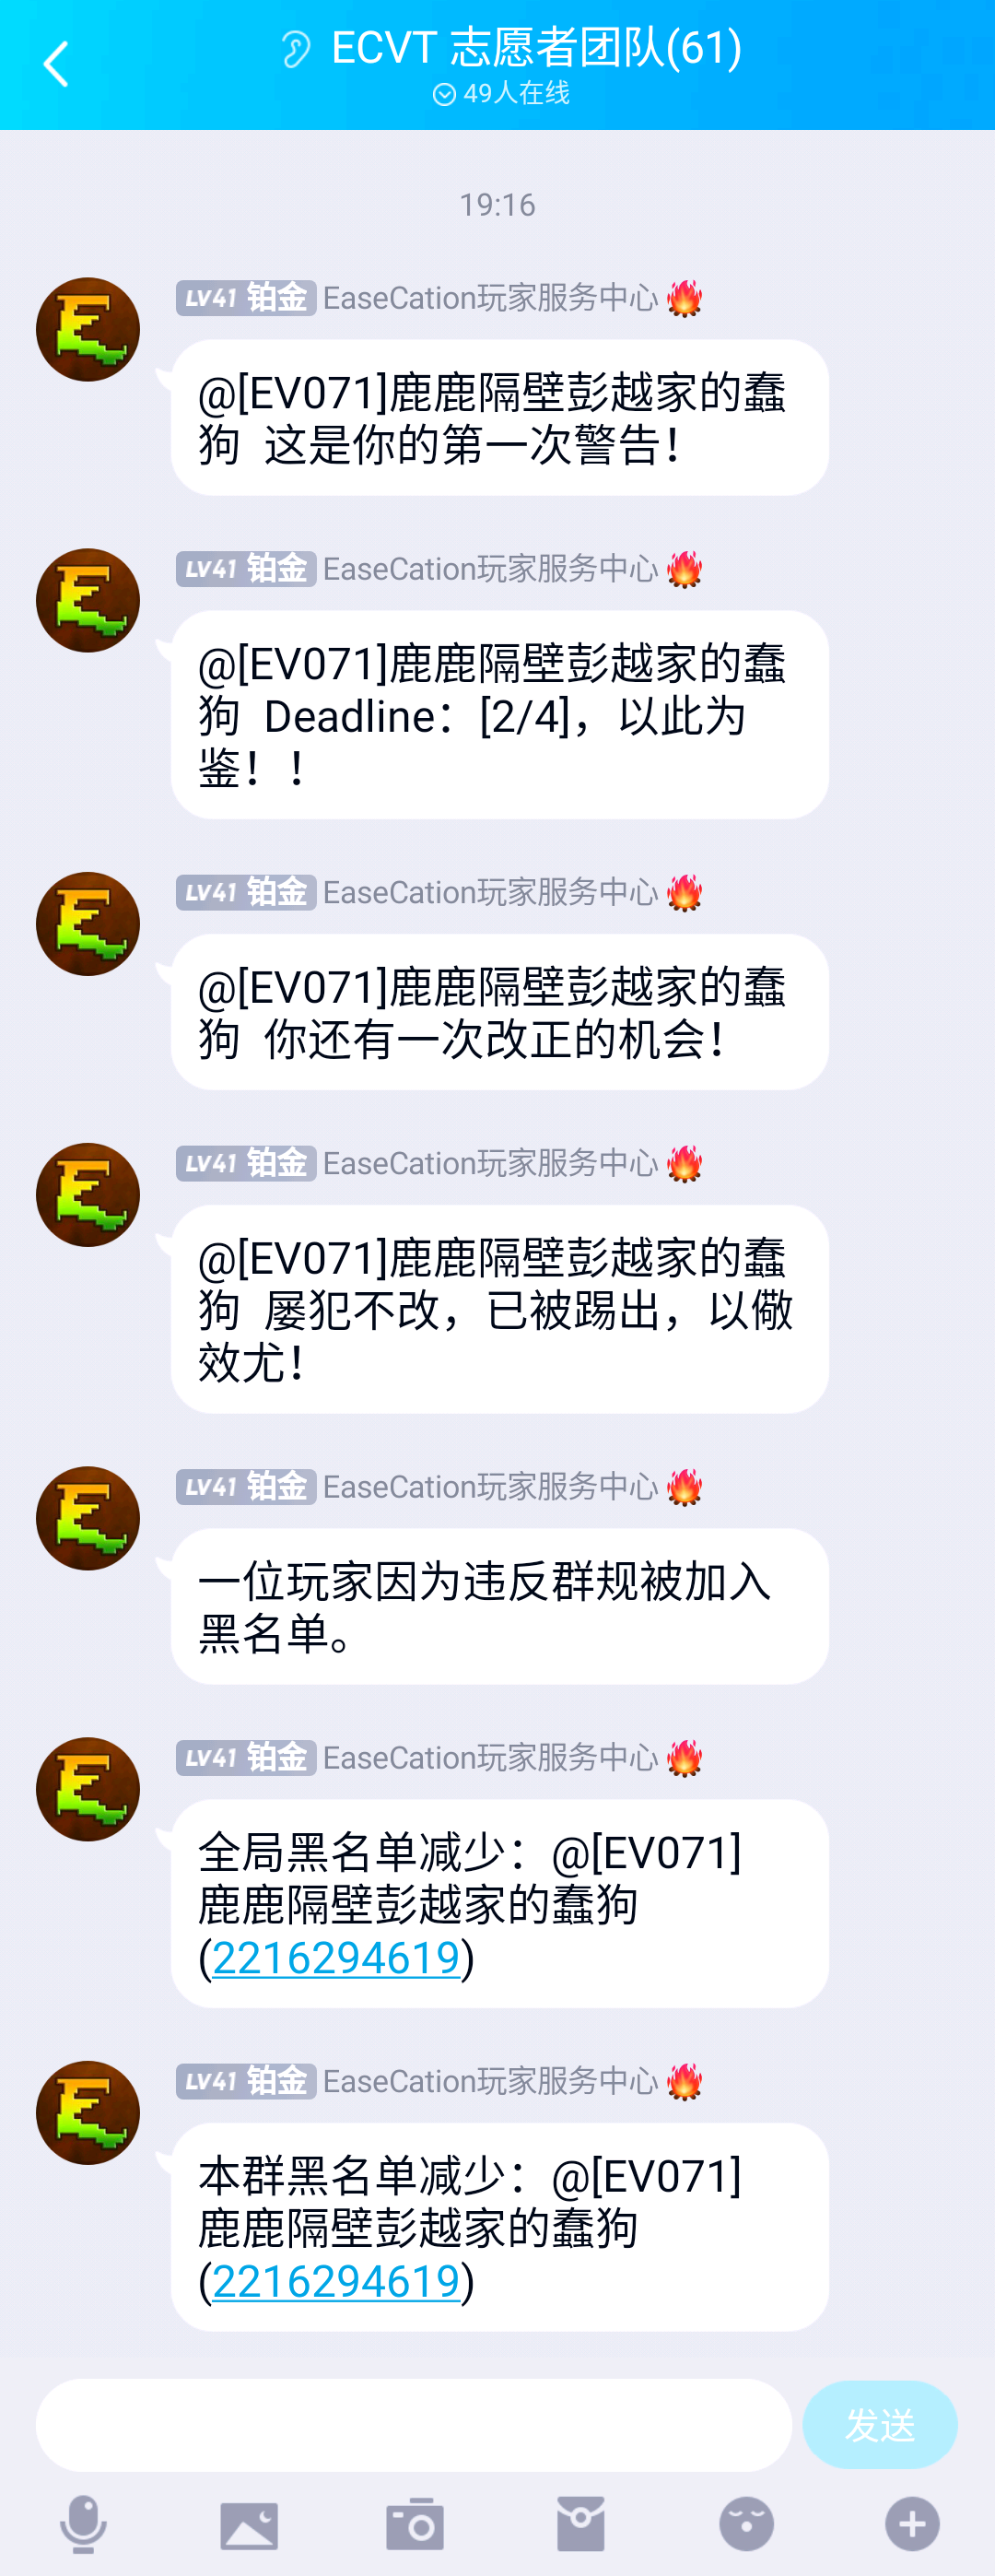 ECVT 志愿者团队(61)
49人在线
19:16
LV41 铂金 EaseCation玩家服务中心
@[EV071]鹿鹿隔壁彭越家的蠢
狗 这是你的第一次警告！
LV41 铂金 EaseCation玩家服务中心
@[EV071]鹿鹿隔壁彭越家的蠢
狗 Deadline：[2/4]，以此为
鉴！！
LV41 铂金 EaseCation玩家服务中心
@[EV071]鹿鹿隔壁彭越家的蠢
狗 你还有一次改正的机会！
LV41 铂金 EaseCation玩家服务中心
@[EV071]鹿鹿隔壁彭越家的蠢
狗 屡犯不改，已被踢出，以儆
效尤！
LV41 铂金 EaseCation玩家服务中心
一位玩家因为违反群规被加入
黑名单。
LV41 铂金 EaseCation玩家服务中心
全局黑名单减少：@[EV071]
鹿鹿隔壁彭越家的蠢狗
(2216294619)
LV41 铂金 EaseCation玩家服务中心
本群黑名单减少：@[EV071]
鹿鹿隔壁彭越家的蠢狗
(2216294619)
发送